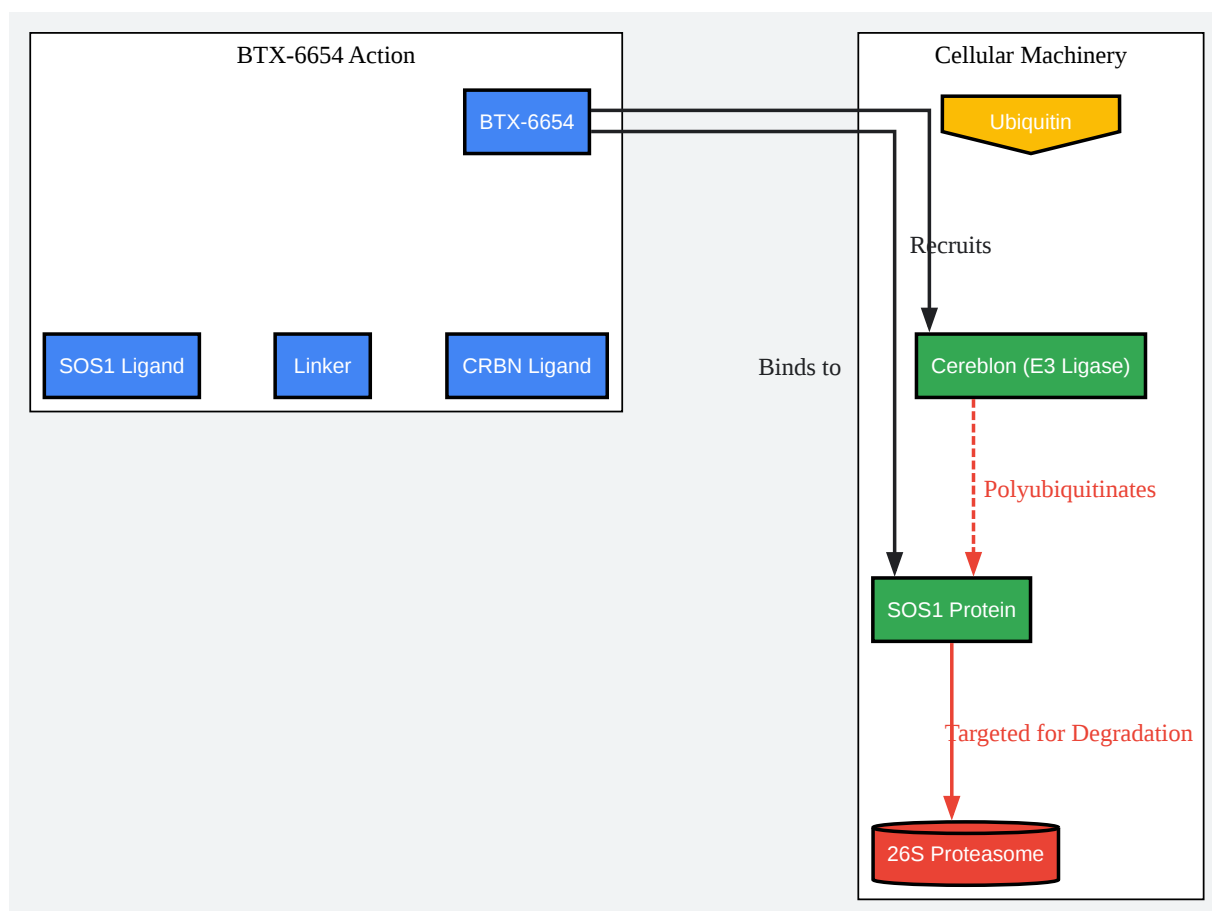 BTX-6654 Action
Cellular Machinery
BTX-6654
Ubiquitin
Recruits
SOS1 Ligand
Linker
CRBN Ligand
Binds to
Cereblon (E3 Ligase)
Polyubiquitinates
SOS1 Protein
Targeted for Degradation
26S Proteasome